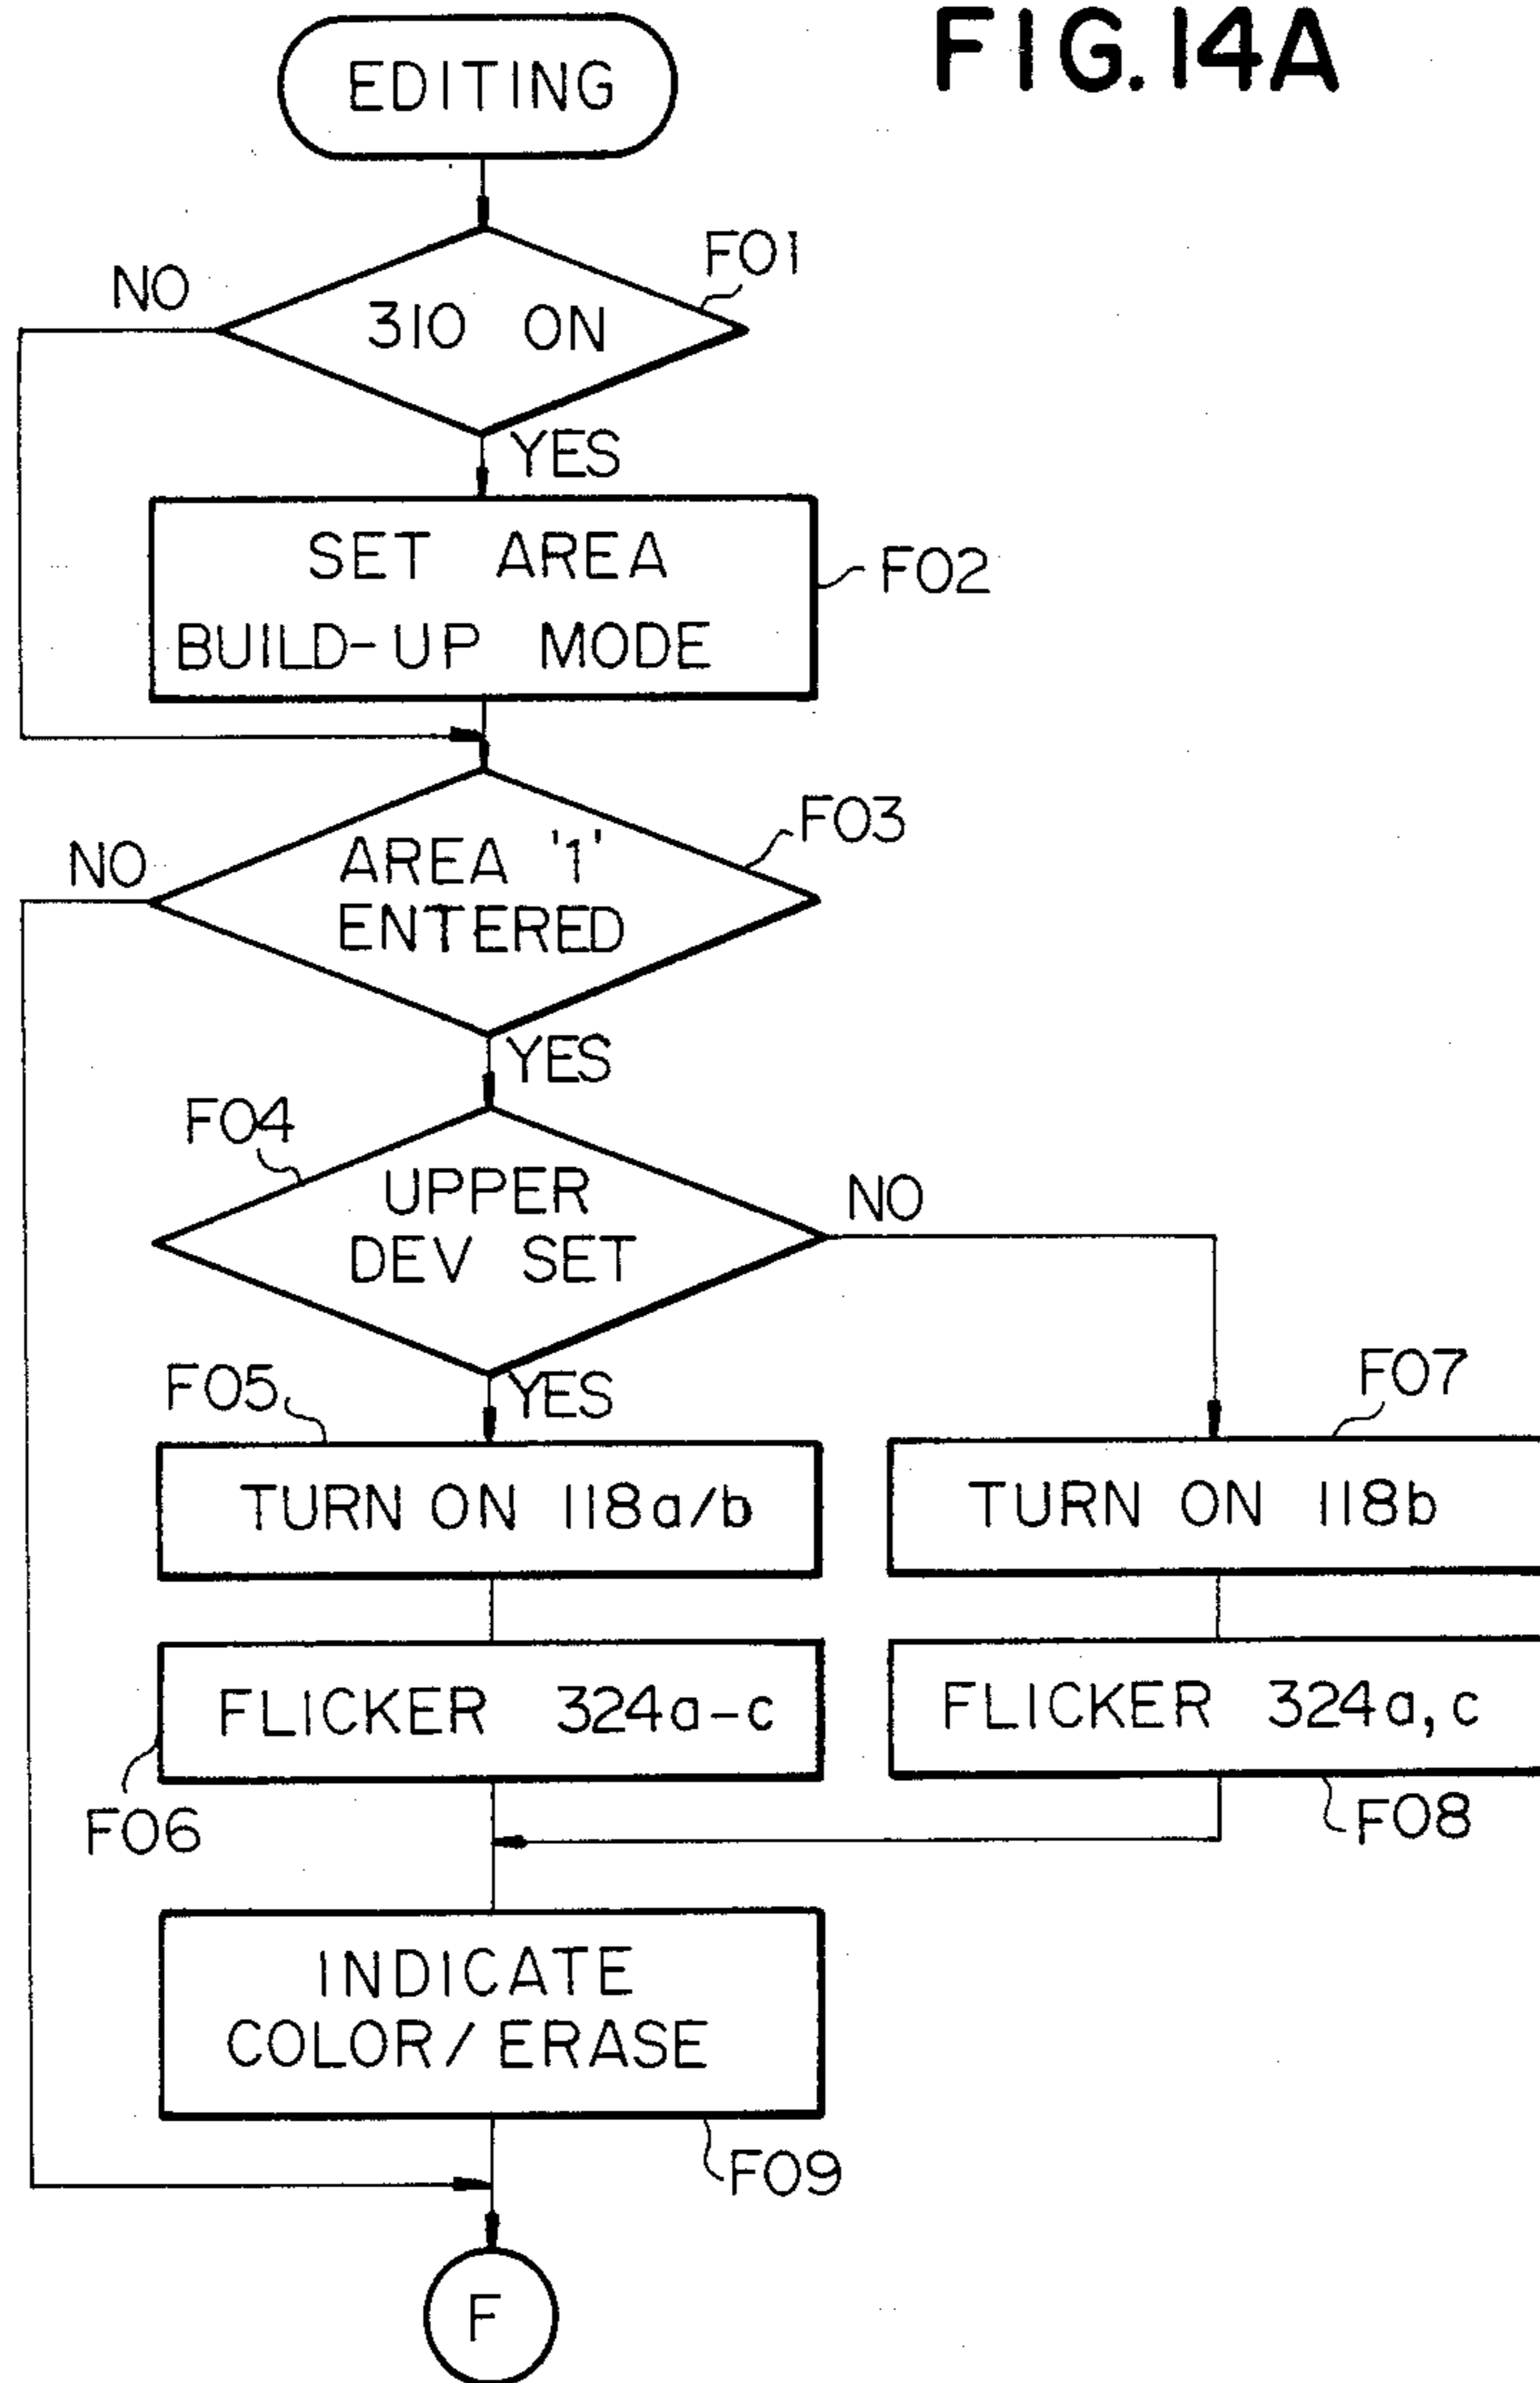 FIG. 14A
EDITING
F01
NO
310 ON
YES
SET AREA
BUILD-UP MODE
F02
F03
NO
AREA '1'
ENTERED
YES
F04
UPPER
DEV SET
NO
F05
YES
F07
TURN ON 118a/b
TURN ON 118b
FLICKER 324a-c
FLICKER 324a,c
F06
F08
INDICATE
COLOR/ERASE
F09
F